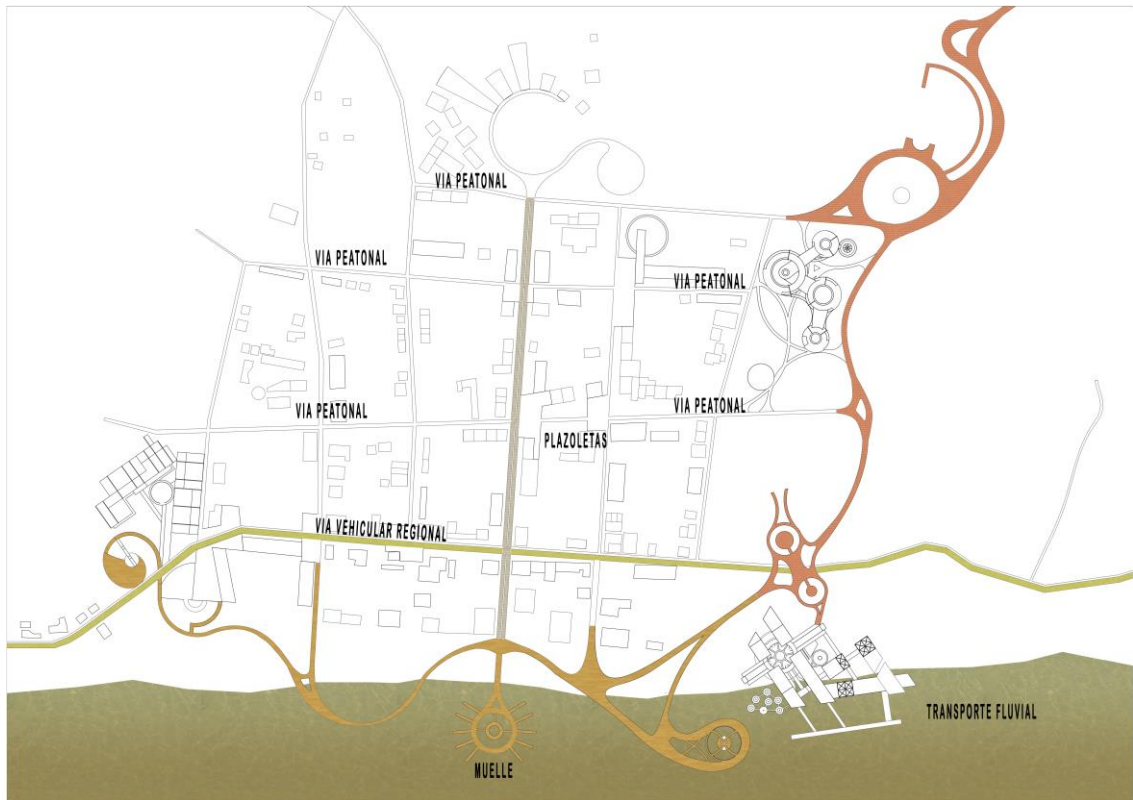 VIA PEATONAL
VIA PEATONAL
VIA PEATONAL
VIA PEATONAL
VIA PEATONAL
PLAZOLETAS
VIA VEHICULAR REGIONAL
TRANSPORTE FLUVIAL
MUELLE